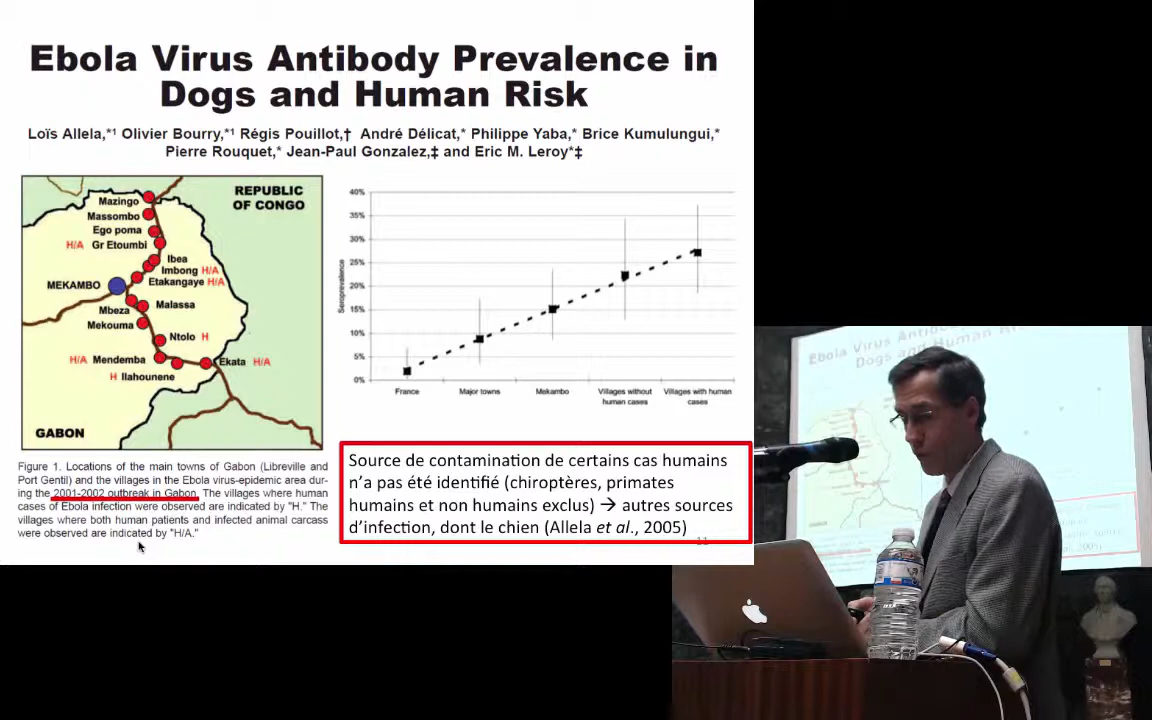 Ebola Virus Antibody Prevalence in
Dogs and Human Risk
Loïs Allela,*¹ Olivier Bourry,*¹ Régis Pouillot,† André Délicat,* Philippe Yaba,* Brice Kumulungui,*
Pierre Rouquet,* Jean-Paul Gonzalez,‡ and Eric M. Leroy*‡
REPUBLIC
OF CONGO
Mazingo
Massombo
Ego poma
H/A Gr Etoumbi
Ibea
Imbong H/A
Etakangaye H/A
MEKAMBO
Mbeza
Malassa
Mekouma
Ntolo H
H/A Mendemba
Ekata H/A
H Ilahounene
GABON
Seroprevalence
40%
35%
30%
25%
20%
15%
10%
5%
0%
France
Major towns
Mekambo
Villages without
human cases
Villages with human
cases
Figure 1. Locations of the main towns of Gabon (Libreville and
Port Gentil) and the villages in the Ebola virus-epidemic area dur-
ing the 2001-2002 outbreak in Gabon. The villages where human
cases of Ebola infection were observed are indicated by "H." The
villages where both human patients and infected animal carcass
were observed are indicated by "H/A."
Source de contamination de certains cas humains
n'a pas été identifié (chiroptères, primates
humains et non humains exclus) → autres sources
d'infection, dont le chien (Allela et al., 2005)
11
Ebola Virus Antibody
Dogs and Human